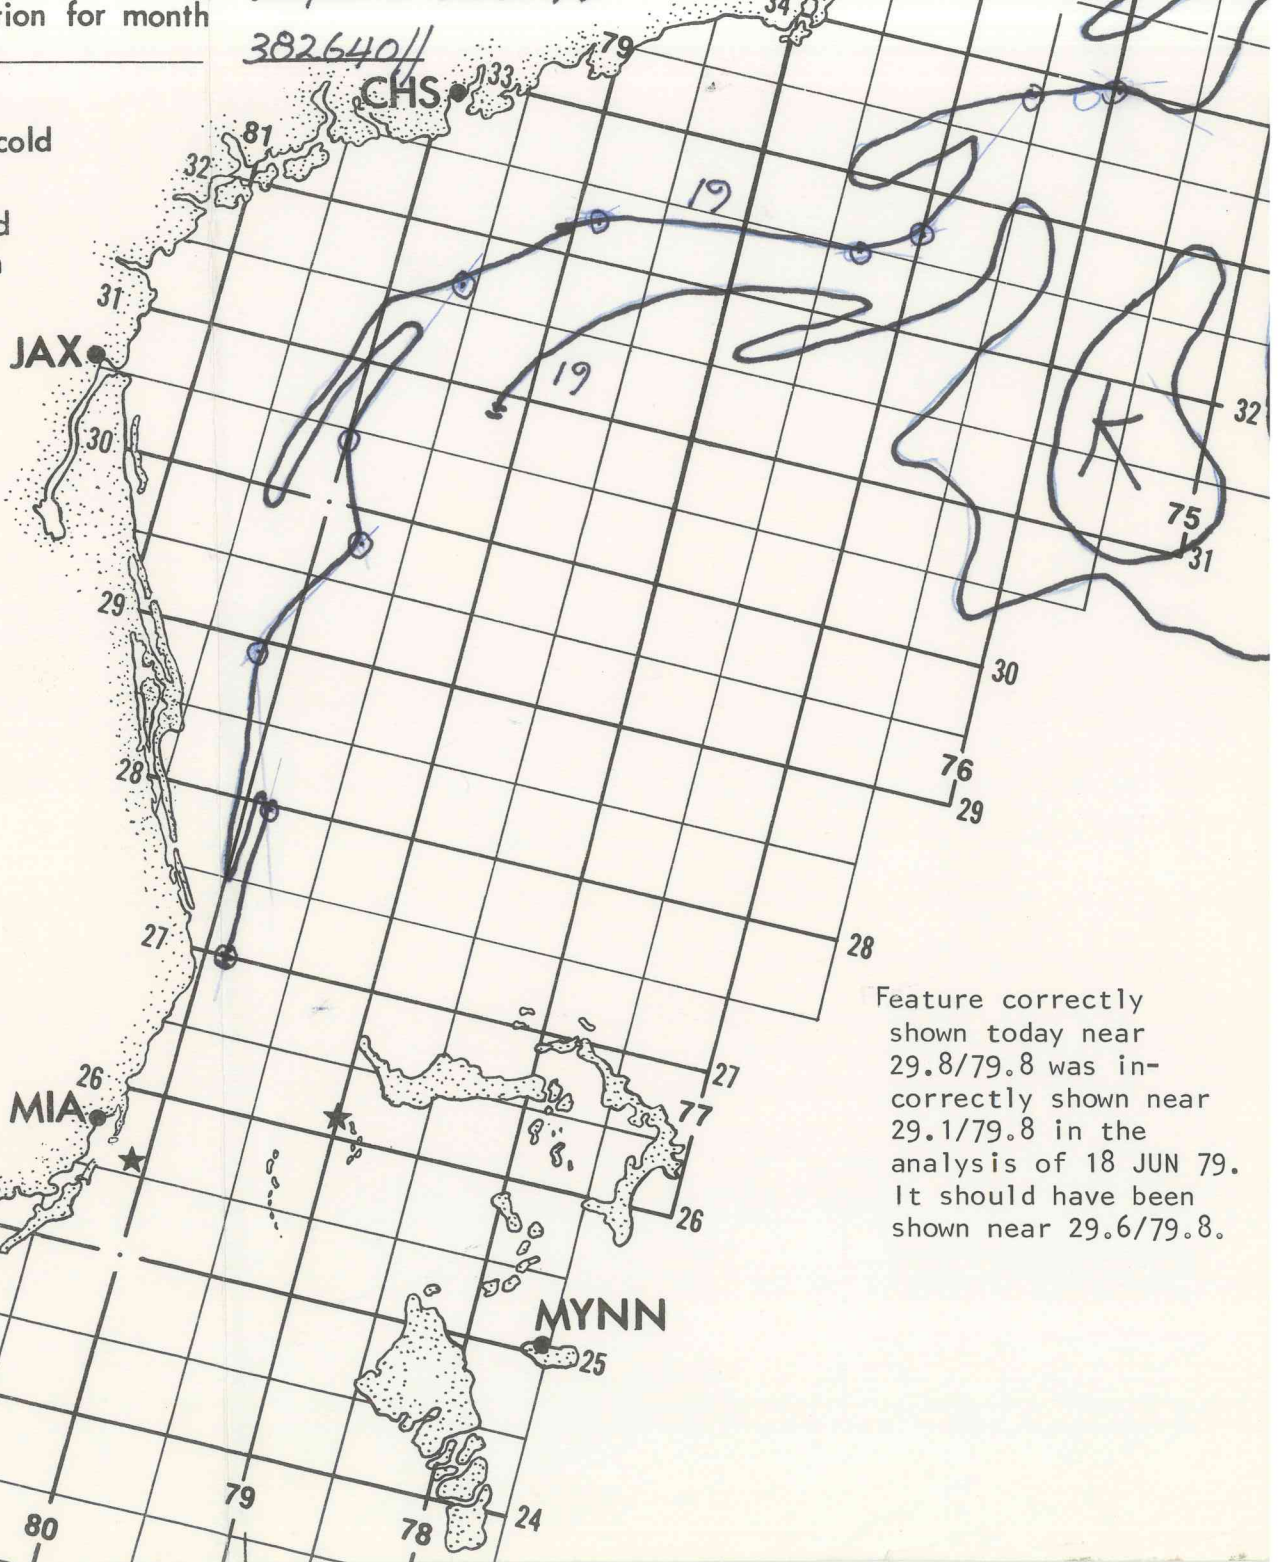 tion for month
38264011
34
79
33
CHS
cold
81
32
19
31
JAX
19
32
30
K
75
31
29
30
28
76
29
27
28
Feature correctly
shown today near
29.8/79.8 was in-
correctly shown near
29.1/79.8 in the
analysis of 18 JUN 79.
It should have been
shown near 29.6/79.8.
26
27
MIA
77
26
MYNN
25
79
24
80
78